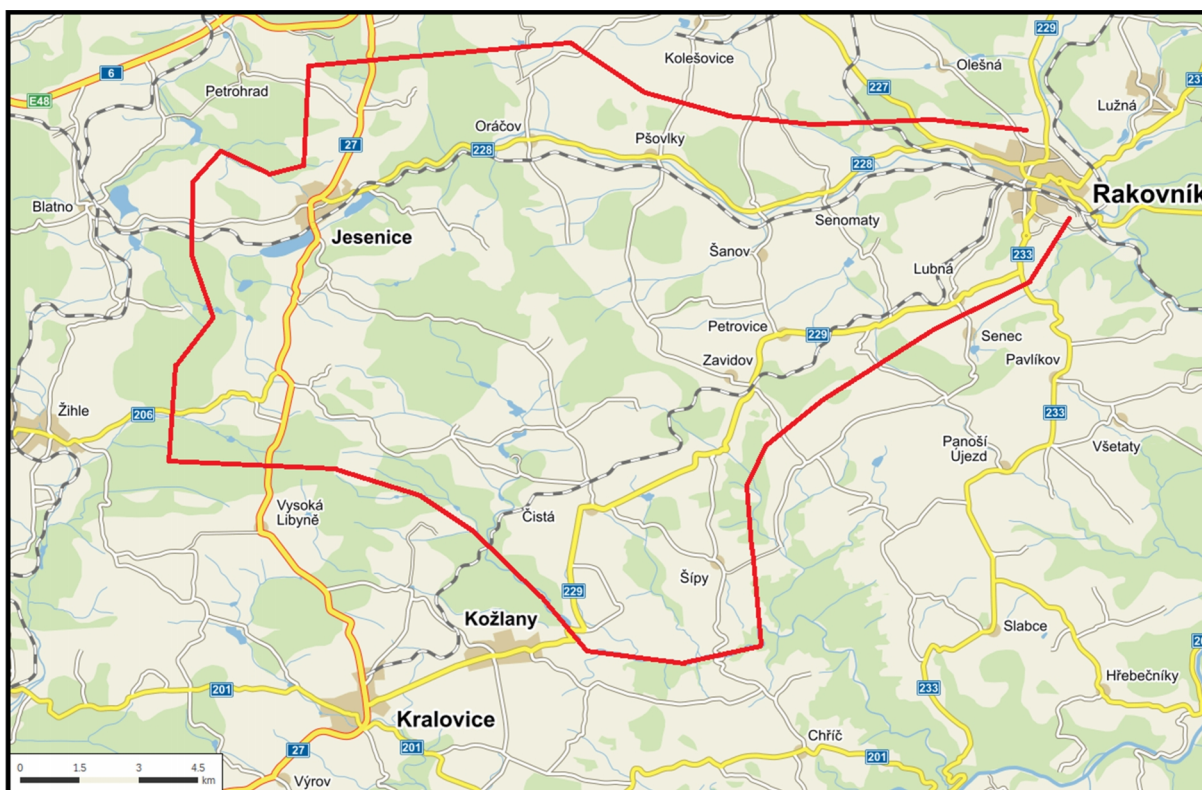 229
Kolešovice
Olešná
6
227
237
E48
Petrohrad
Lužná
Oráčov
27
228
Pšovlky
228
Rakovník
Blatno
Senomaty
Jesenice
Šanov
233
Lubná
Petrovice
229
Senec
Pavlíkov
Zavidov
Žihle
206
233
Všetaty
Panoší
Újezd
Vysoká
Libyně
Čistá
Šípy
229
Kožlany
Slabce
Hřebečníky
201
233
Kralovice
Chříč
27
201
201
0 1.5 3 4.5
km
Výrov